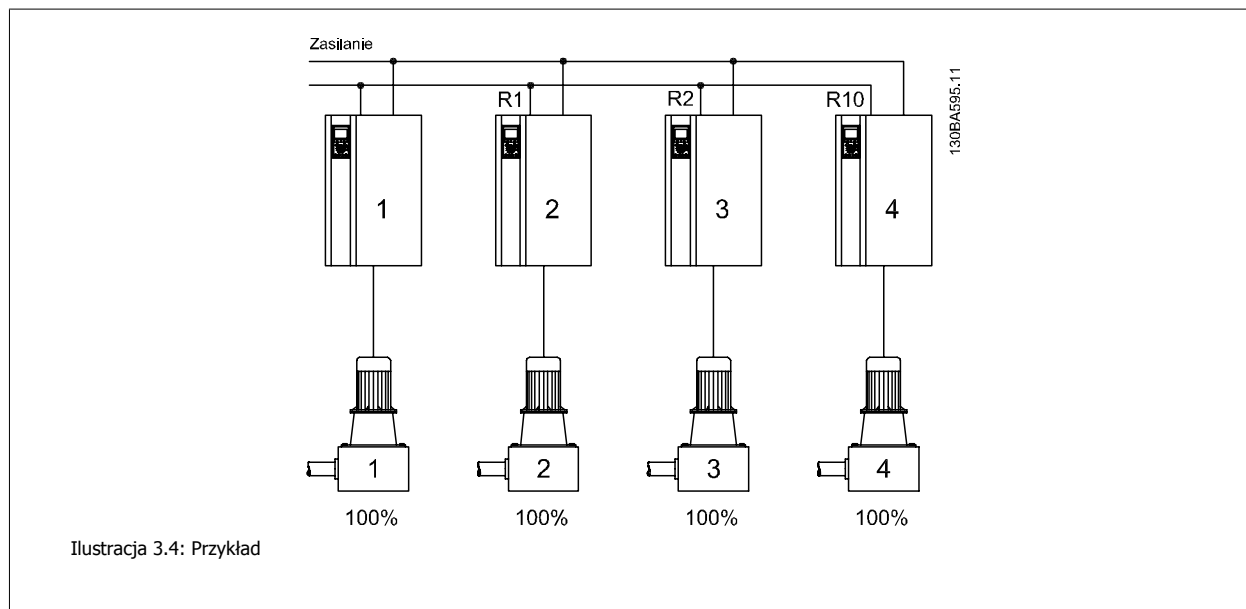 Zasilanie
R1 R2 R10
130BA595.11
1 2 3 4
1 2 3 4
100% 100% 100% 100%
Ilustracja 3.4: Przykład